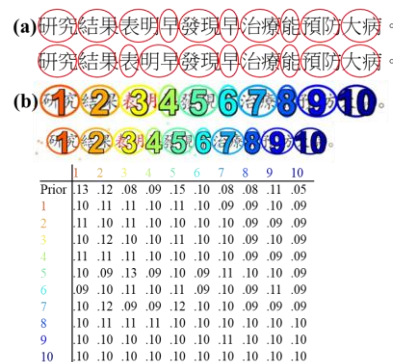 (a) 研究結果表明早發現早治療能預防大病。
研究結果表明早發現早治療能預防大病。
(b) 1 2 3 4 5 6 7 8 9 10 。
1 2 3 4 5 6 7 8 9 10
1 2 3 4 5 6 7 8 9 10
Prior .13 .12 .08 .09 .15 .10 .08 .08 .11 .05
1 .10 .11 .11 .10 .11 .10 .09 .09 .10 .09
2 .11 .10 .11 .10 .10 .10 .10 .09 .09 .09
3 .10 .12 .10 .10 .11 .10 .10 .09 .10 .09
4 .11 .11 .11 .10 .10 .10 .10 .10 .09 .09
5 .10 .09 .13 .09 .10 .09 .11 .10 .10 .09
6 .09 .10 .11 .10 .11 .09 .10 .09 .11 .09
7 .10 .12 .09 .09 .12 .10 .10 .09 .09 .09
8 .10 .11 .11 .11 .10 .10 .10 .10 .10 .10
9 .10 .10 .10 .10 .10 .10 .11 .10 .10 .10
10 .10 .10 .10 .10 .10 .10 .10 .10 .10 .10